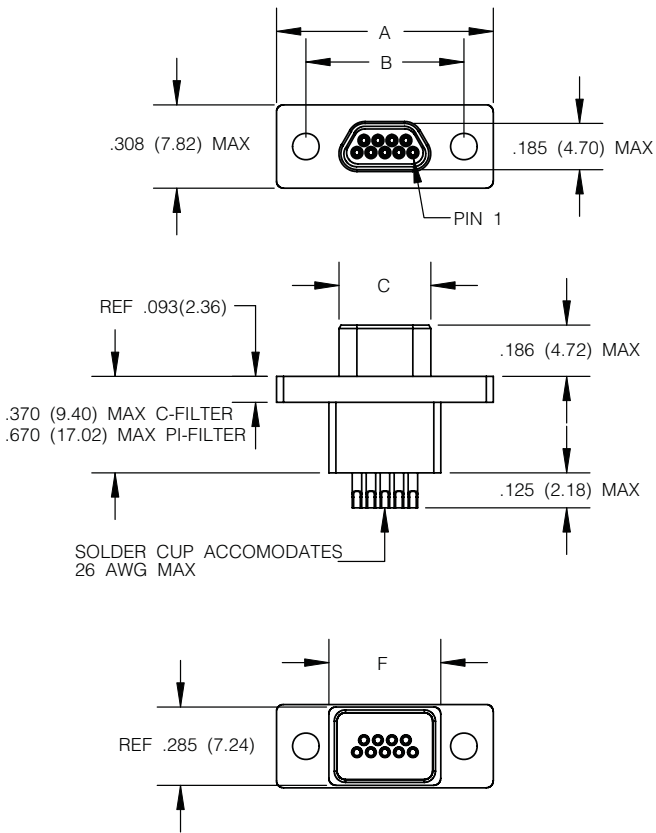 A
B
.308 (7.82) MAX
.185 (4.70) MAX
PIN 1
C
REF .093(2.36)
.186 (4.72) MAX
.370 (9.40) MAX C-FILTER
.670 (17.02) MAX PI-FILTER
.125 (2.18) MAX
SOLDER CUP ACCOMODATES
26 AWG MAX
F
REF .285 (7.24)